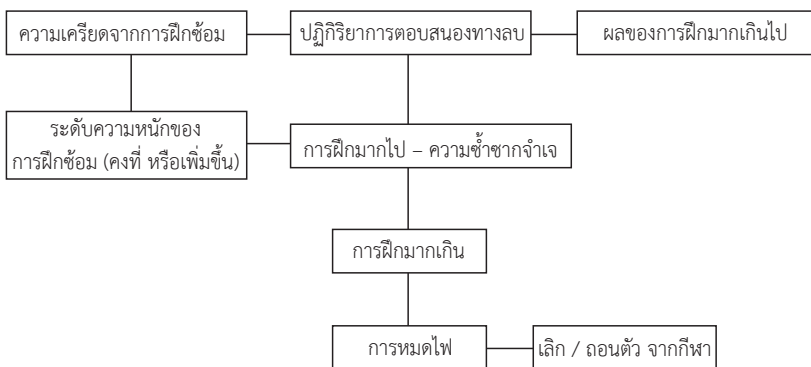 ความเครียดจากการฝึกซ้อม
ปฏิกิริยาการตอบสนองทางลบ
ผลของการฝึกมากเกินไป
ระดับความหนักของ
การฝึกซ้อม (คงที่ หรือเพิ่มขึ้น)
การฝึกมากไป – ความซ้ำซากจำเจ
การฝึกมากเกิน
การหมดไฟ
เลิก / ถอนตัว จากกีฬา